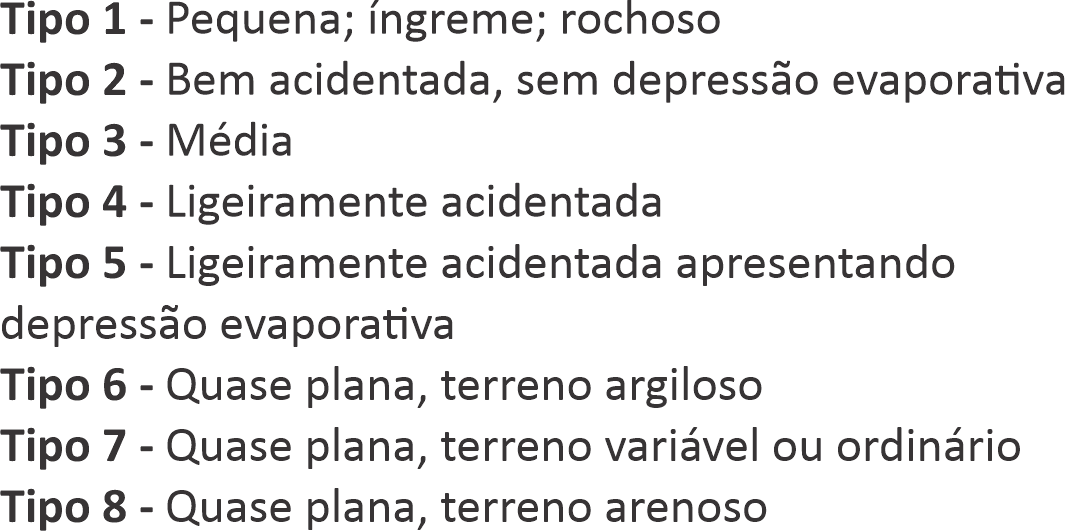 Tipo 1 - Pequena; íngreme; rochoso
Tipo 2 - Bem acidentada, sem depressão evaporativa
Tipo 3 - Média
Tipo 4 - Ligeiramente acidentada
Tipo 5 - Ligeiramente acidentada apresentando
depressão evaporativa
Tipo 6 - Quase plana, terreno argiloso
Tipo 7 - Quase plana, terreno variável ou ordinário
Tipo 8 - Quase plana, terreno arenoso